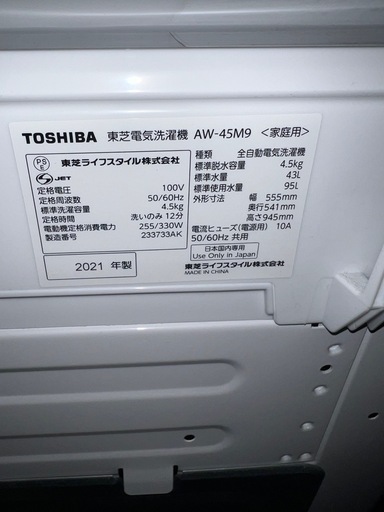 TOSHIBA 東芝電気洗濯機 AW-45M9 <家庭用>
PS
E
東芝ライフスタイル株式会社
JET
定格電圧 100V
定格周波数 50/60Hz
標準洗濯容量 4.5kg
定格時間 洗いのみ 12分
電動機定格消費電力 255/330W
製造番号 233733AK
2021 年製
種類 全自動電気洗濯機
標準脱水容量 4.5kg
標準水量 43L
標準使用水量 95L
外形寸法 幅 555mm
奥行541mm
高さ945mm
電流ヒューズ(電源用) 10A
50/60Hz 共用
日本国内専用
Use Only in Japan
東芝ライフスタイル株式会社
MADE IN CHINA